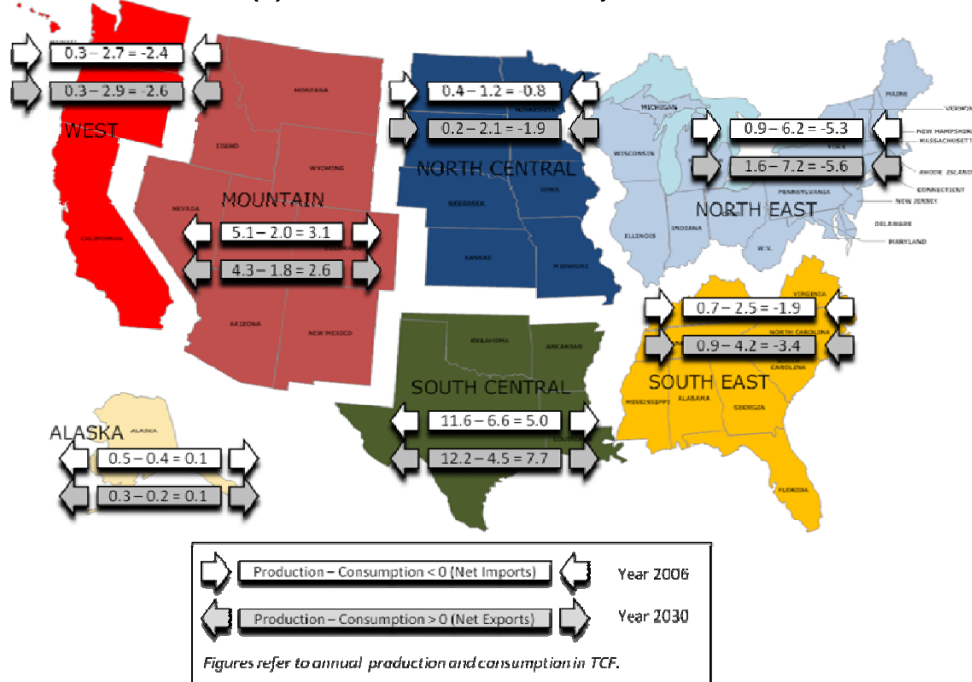 0.3 – 2.7 = -2.4
0.3 – 2.9 = -2.6
WEST
CALIFORNIA
MONTANA
IDAHO
WYOMING
MOUNTAIN
NEVADA
5.1 – 2.0 = 3.1
4.3 – 1.8 = 2.6
ARIZONA
NEW MEXICO
0.4 – 1.2 = -0.8
0.2 – 2.1 = -1.9
NORTH CENTRAL
IOWA
NEBRASKA
KANSAS
MISSOURI
MICHIGAN
WISCONSIN
MAINE
VERMON
NEW HAMPSHIR
MASSACHUSETT
0.9 – 6.2 = -5.3
1.6 – 7.2 = -5.6
YORK
RHODE ISLAND
CONNECTICUT
NEW JERSEY
PENNSYLVANIA
NORTH EAST
DELAWARE
MARYLAND
ILLINOIS
INDIANA
W.V.
VIRGINIA
0.7 – 2.5 = -1.9
NORTH CAROLINA
0.9 – 4.2 = -3.4
CAROLINA
SOUTH EAST
MISSISSIPPI
ALABAMA
GEORGIA
FLORIDA
OKLAHOMA
ARKANSAS
SOUTH CENTRAL
11.6 – 6.6 = 5.0
12.2 – 4.5 = 7.7
ALASKA
ALASKA
0.5 – 0.4 = 0.1
0.3 – 0.2 = 0.1
Production – Consumption < 0 (Net Imports)
Year 2006
Production – Consumption > 0 (Net Exports)
Year 2030
Figures refer to annual production and consumption in TCF.